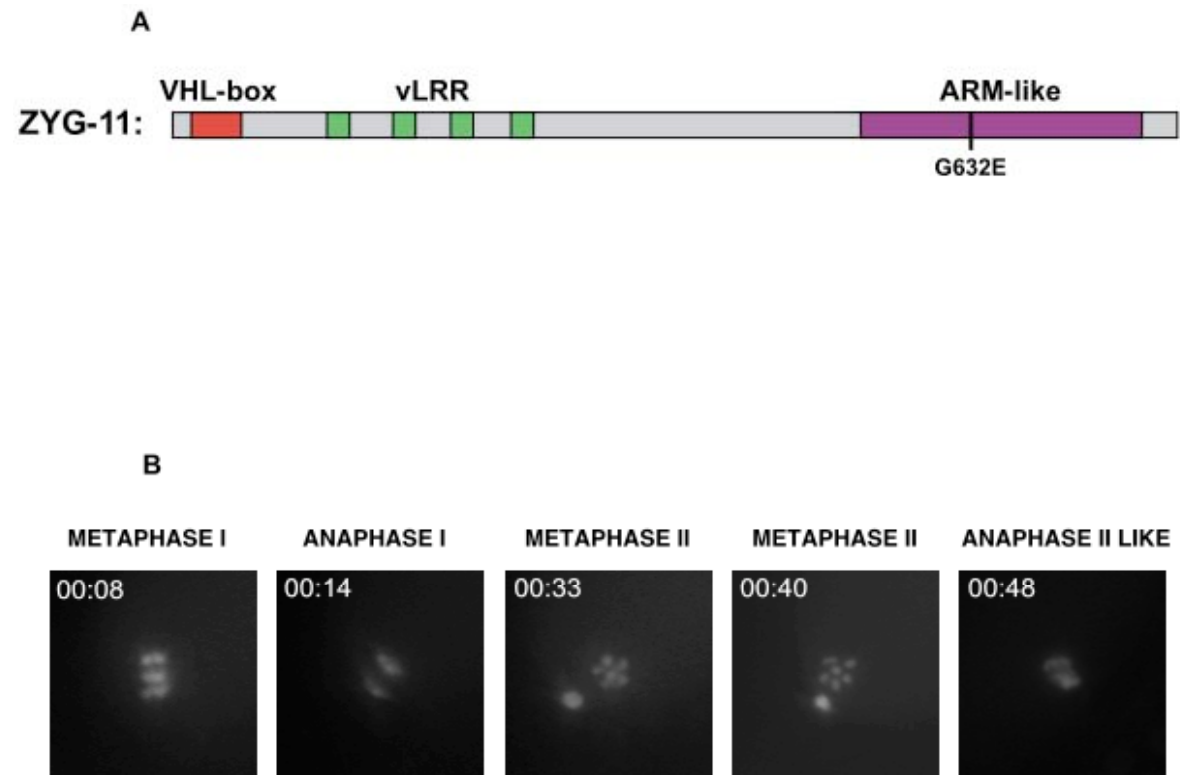 A
VHL-box vLRR ARM-like
ZYG-11:
G632E
B
METAPHASE I ANAPHASE I METAPHASE II METAPHASE II ANAPHASE II LIKE
00:08 00:14 00:33 00:40 00:48